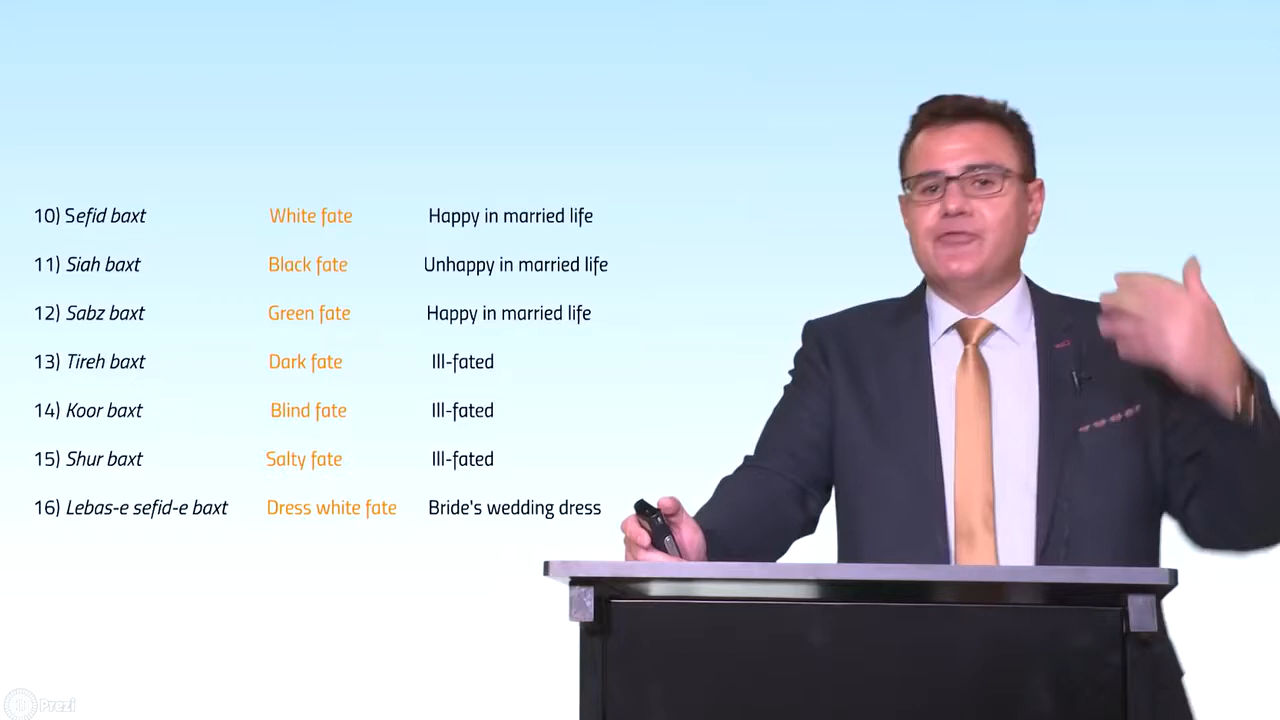 10) Sefid baxt White fate Happy in married life
11) Siah baxt Black fate Unhappy in married life
12) Sabz baxt Green fate Happy in married life
13) Tireh baxt Dark fate Ill-fated
14) Koor baxt Blind fate Ill-fated
15) Shur baxt Salty fate Ill-fated
16) Lebas-e sefid-e baxt Dress white fate Bride's wedding dress
Prezi